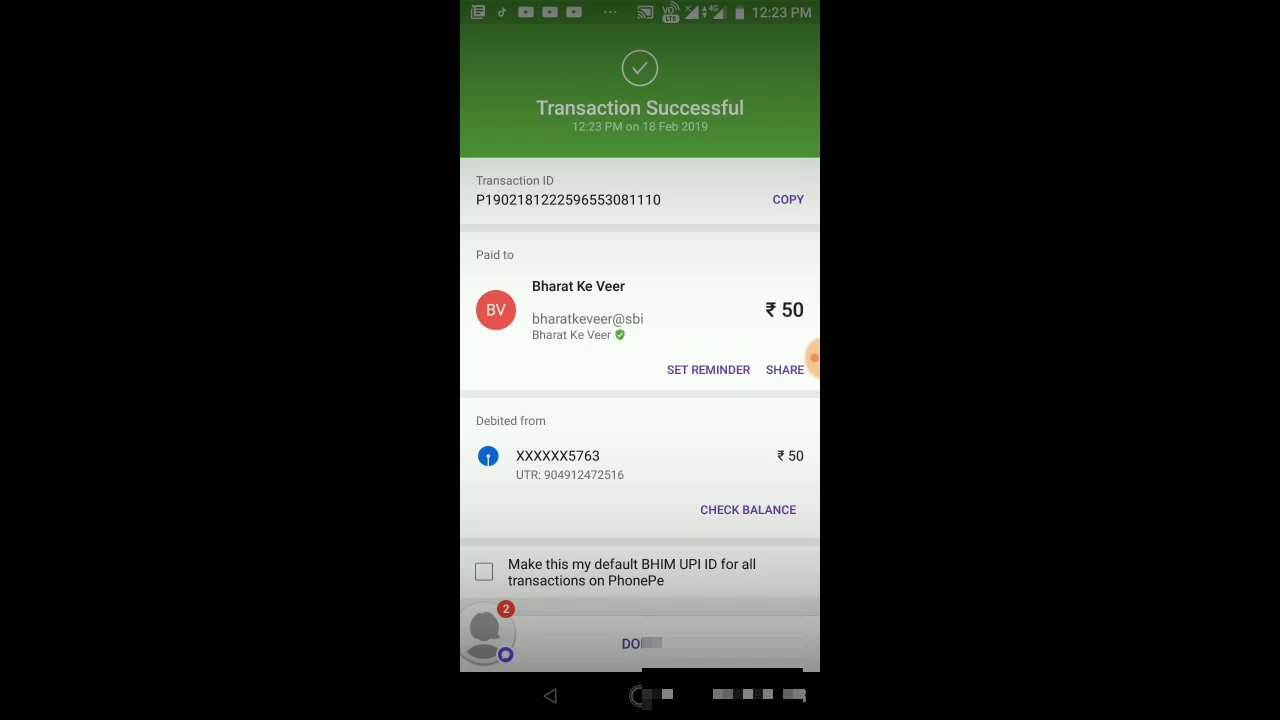 12:23 PM
Transaction Successful
12:23 PM on 18 Feb 2019
Transaction ID
P1902181222596553081110
COPY
Paid to
BV
Bharat Ke Veer
₹ 50
bharatkeveer@sbi
Bharat Ke Veer
SET REMINDER SHARE
Debited from
XXXXXX5763
₹ 50
UTR: 904912472516
CHECK BALANCE
Make this my default BHIM UPI ID for all
transactions on PhonePe
2